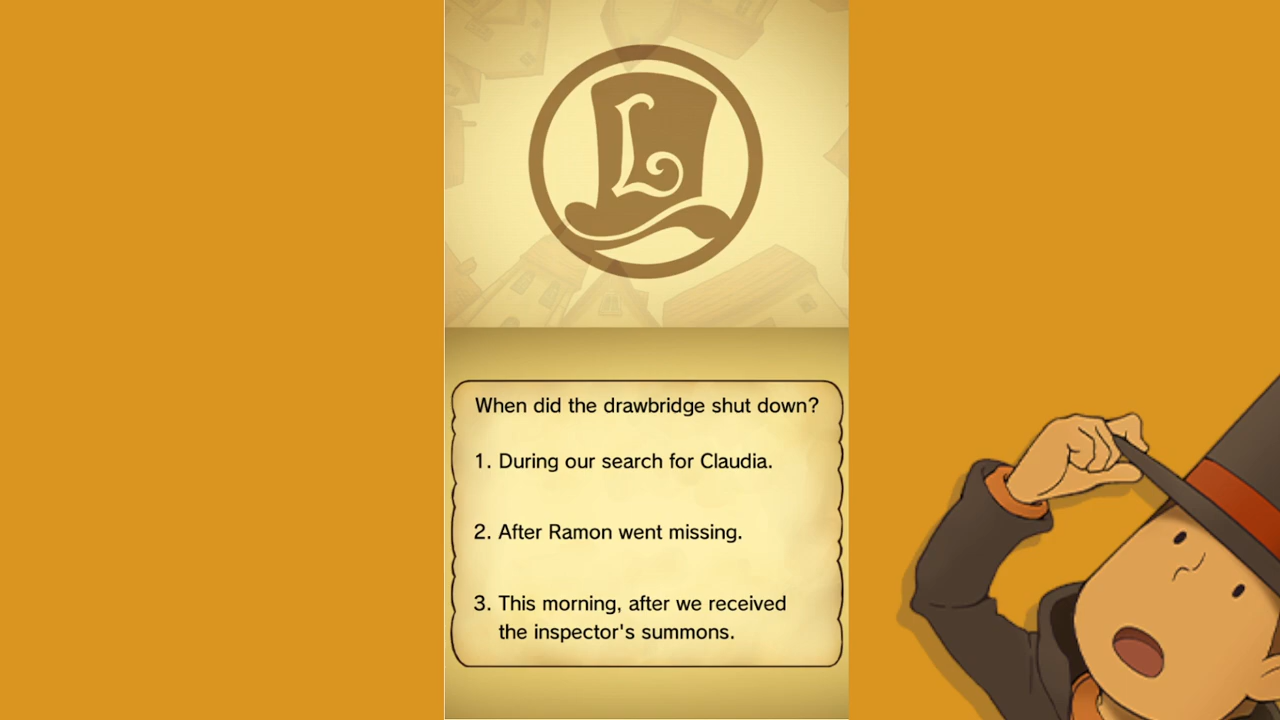 L
When did the drawbridge shut down?
1. During our search for Claudia.
2. After Ramon went missing.
3. This morning, after we received
the inspector's summons.